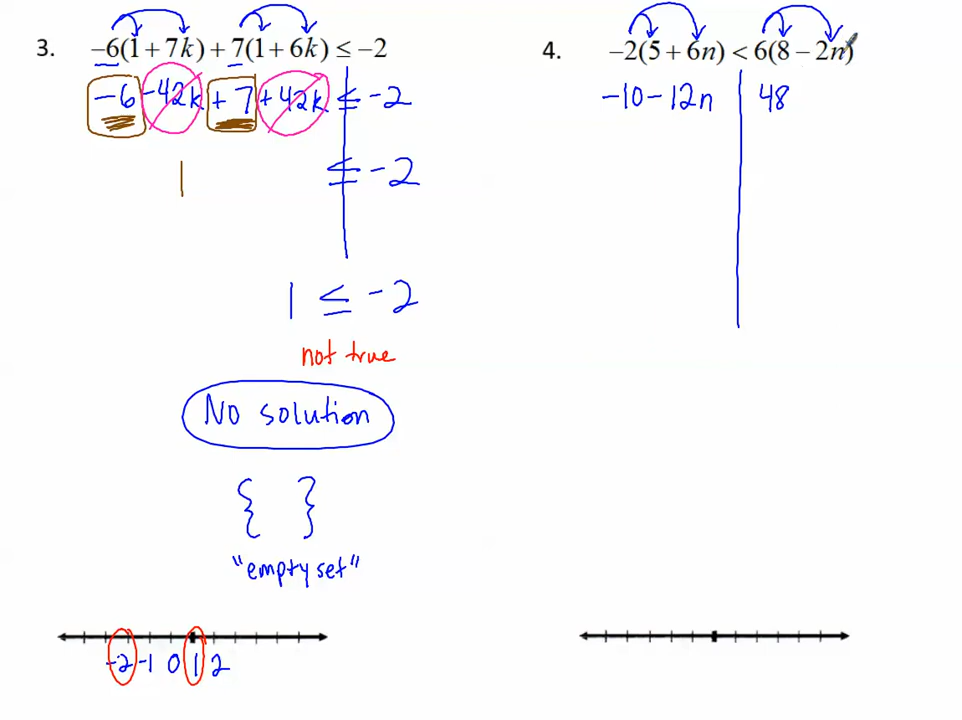 3. −6(1 + 7k) + 7(1 + 6k) ≤ −2
-6 -42k +7 +42k ≤ -2
1 ≤ -2
1 ≤ -2
not true
No solution
{ }
"empty set"
-2 -1 0 1 2
4. −2(5 + 6n) < 6(8 − 2n)
-10 - 12n 48